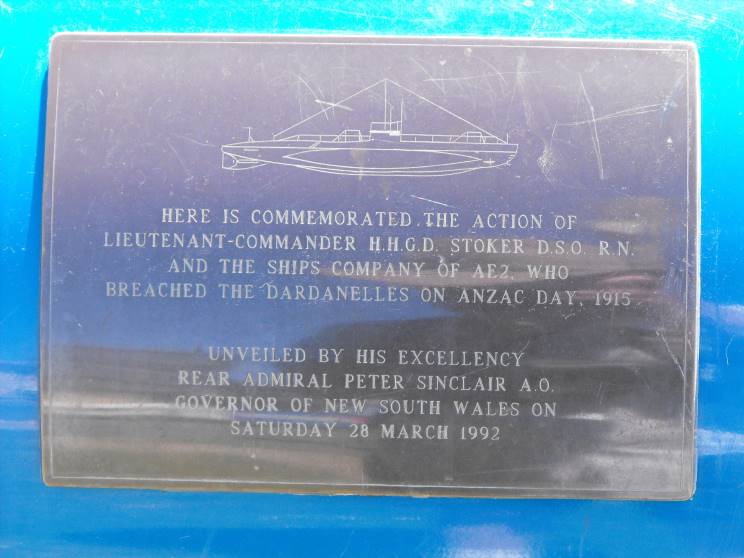 HERE IS COMMEMORATED THE ACTION OF
LIEUTENANT-COMMANDER H.H.G.D. STOKER D.S.O. R.N.
AND THE SHIPS COMPANY OF AE2, WHO
BREACHED THE DARDANELLES ON ANZAC DAY, 1915
UNVEILED BY HIS EXCELLENCY
REAR ADMIRAL PETER SINCLAIR A.O.
GOVERNOR OF NEW SOUTH WALES ON
SATURDAY 28 MARCH 1992